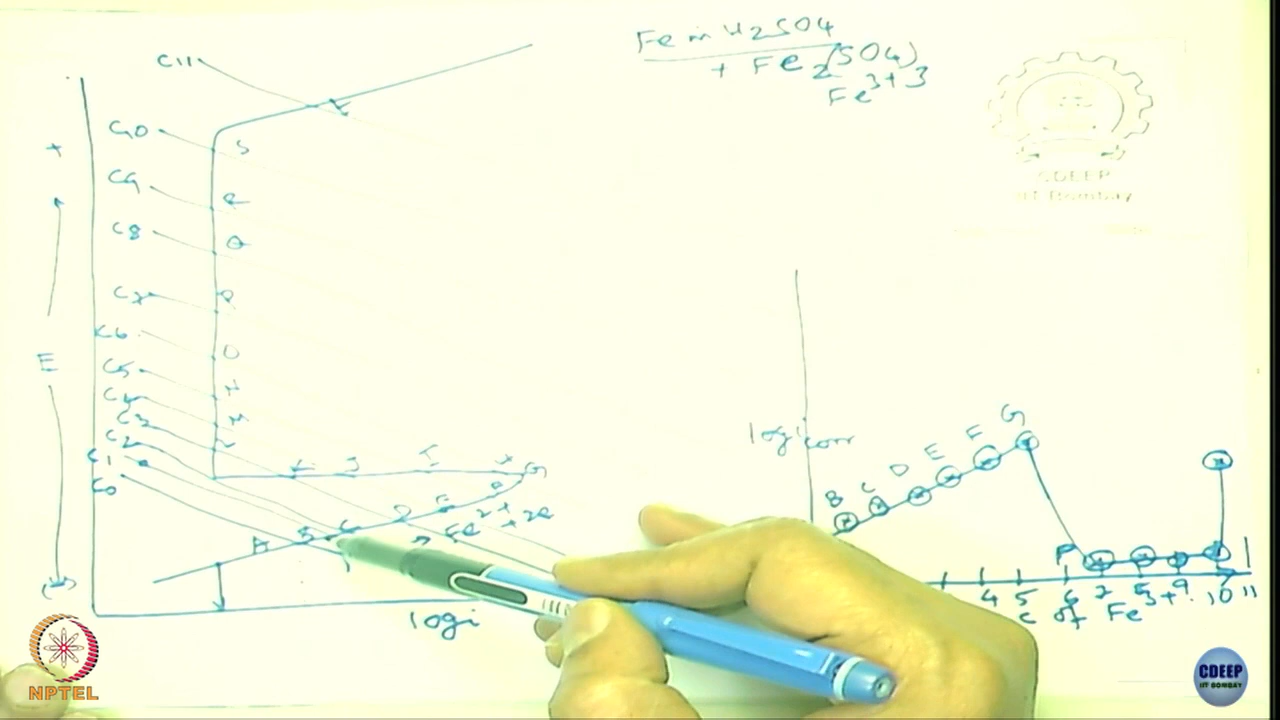 Fe in H2SO4
+ Fe2(SO4)3
Fe3+
CDEEP
IIT Bombay
C11
+
C10
S
C9
R
C8
Q
C7
P
C6
O
E
C5
N
C4
M
C3
L
C2
K J I H G
C1
C0
A B C D E F
Fe2+ + 2e
log i
log icorr
B C D E F G
P
4 5 6 7 8 9 10 11
c of Fe3+
NPTEL
CDEEP
IIT BOMBAY